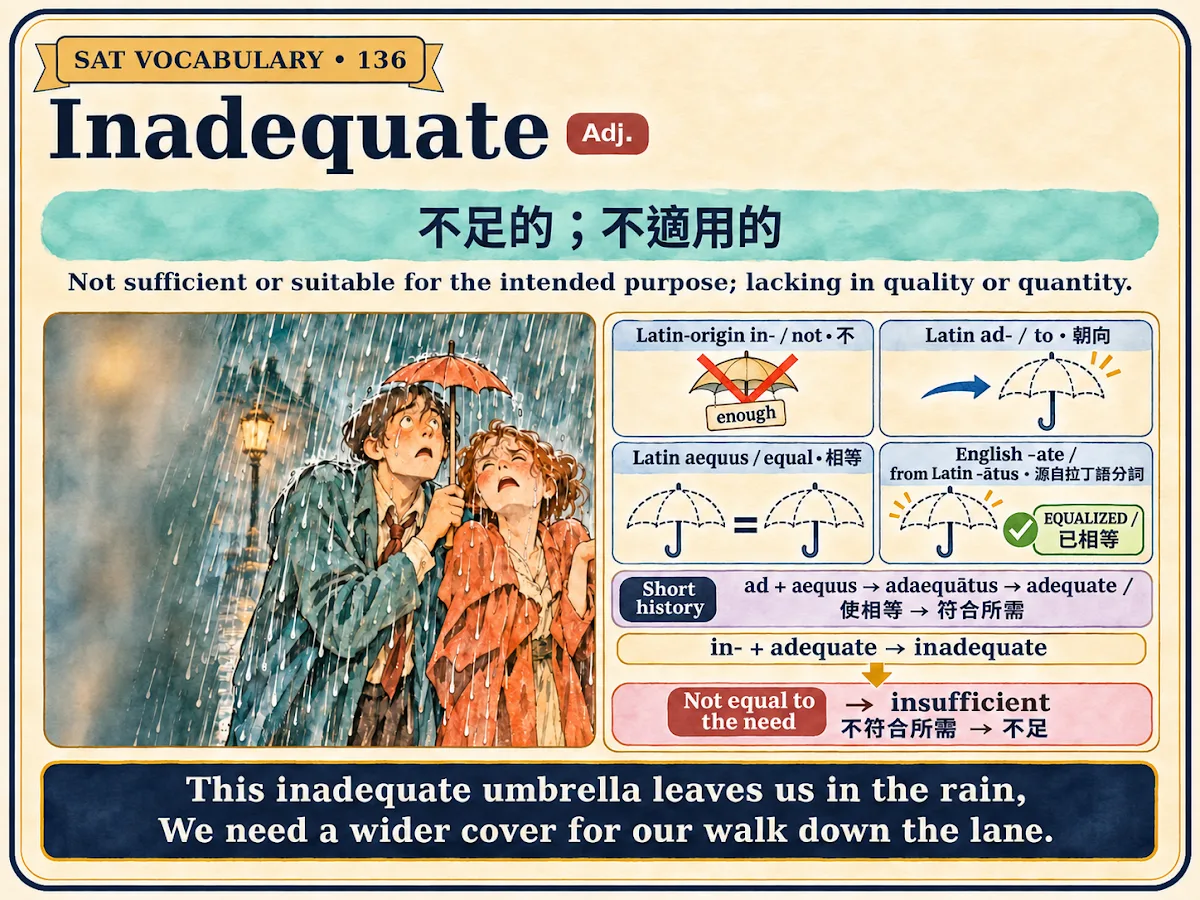 SAT VOCABULARY • 136
Inadequate
Adj.
不足的；不適用的
Not sufficient or suitable for the intended purpose; lacking in quality or quantity.
Latin-origin in- / not • 不
enough
Latin ad- / to • 朝向
Latin aequus / equal • 相等
=
English -ate /
from Latin -ātus • 源自拉丁語分詞
EQUALIZED /
已相等
Short
history
ad + aequus → adaequātus → adequate /
使相等 → 符合所需
in- + adequate → inadequate
Not equal to
the need
→ insufficient
不符合所需 → 不足
This inadequate umbrella leaves us in the rain,
We need a wider cover for our walk down the lane.